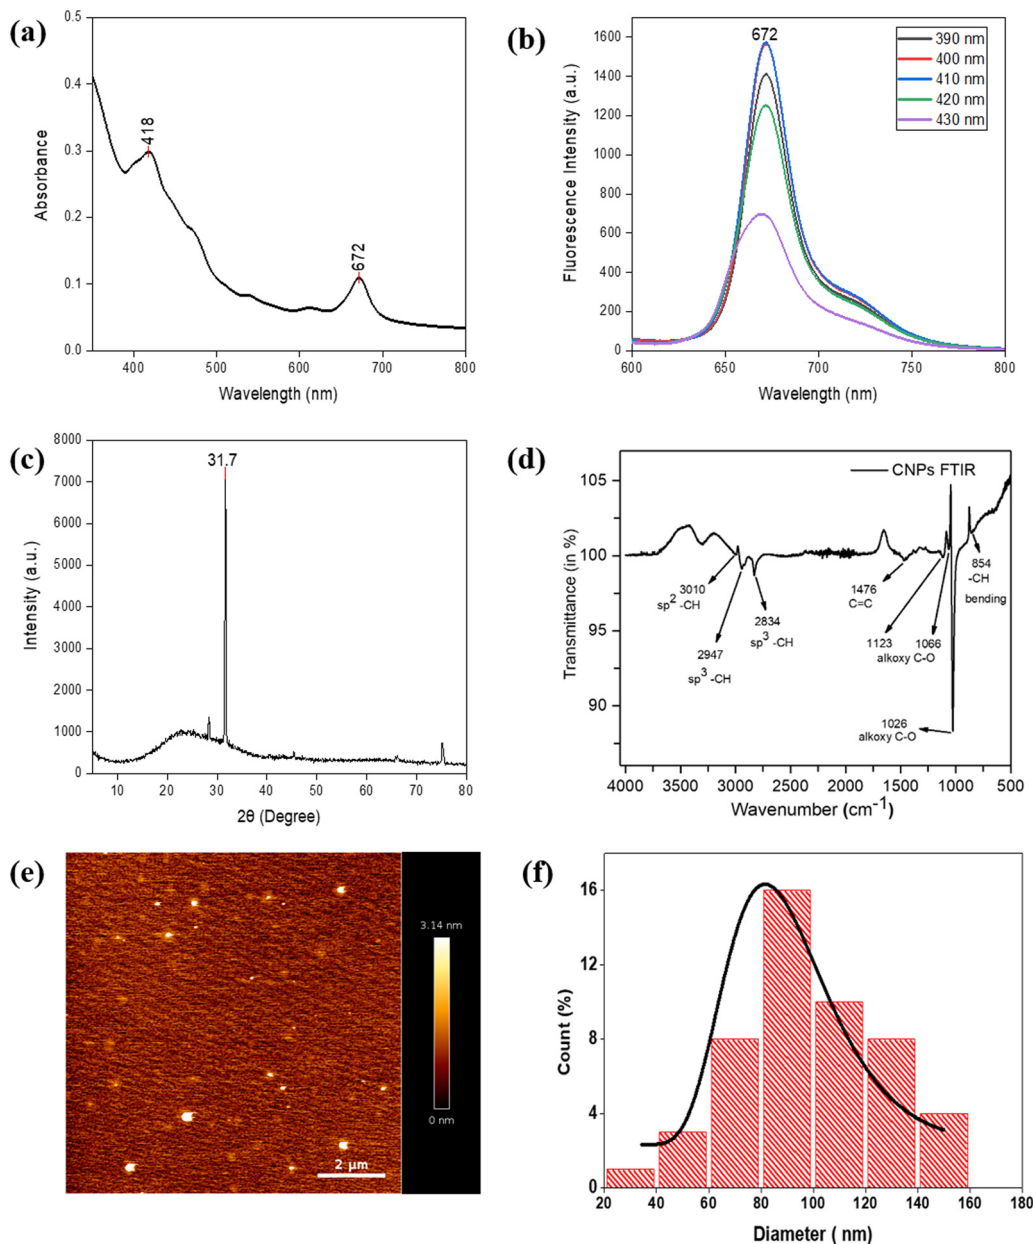 (a)
0.5
0.4
0.3
0.2
0.1
0.0
Absorbance
418
672
400
500
600
700
800
Wavelength (nm)
(b)
1600
1400
1200
1000
800
600
400
200
0
Fluorescence Intensity (a.u.)
672
390 nm
400 nm
410 nm
420 nm
430 nm
600
650
700
750
800
Wavelength (nm)
(c)
8000
7000
6000
5000
4000
3000
2000
1000
0
Intensity (a.u.)
31.7
10
20
30
40
50
60
70
80
2θ (Degree)
(d)
105
100
95
90
Transmittance (in %)
CNPs FTIR
3010
sp2 -CH
2947
sp3 -CH
2834
sp3 -CH
1476
C=C
1123
1066
alkoxy C-O
1026
alkoxy C-O
854
-CH
bending
4000
3500
3000
2500
2000
1500
1000
500
Wavenumber (cm-1)
(e)
3.14 nm
0 nm
2 μm
(f)
16
12
8
4
0
Count (%)
20
40
60
80
100
120
140
160
180
Diameter ( nm)